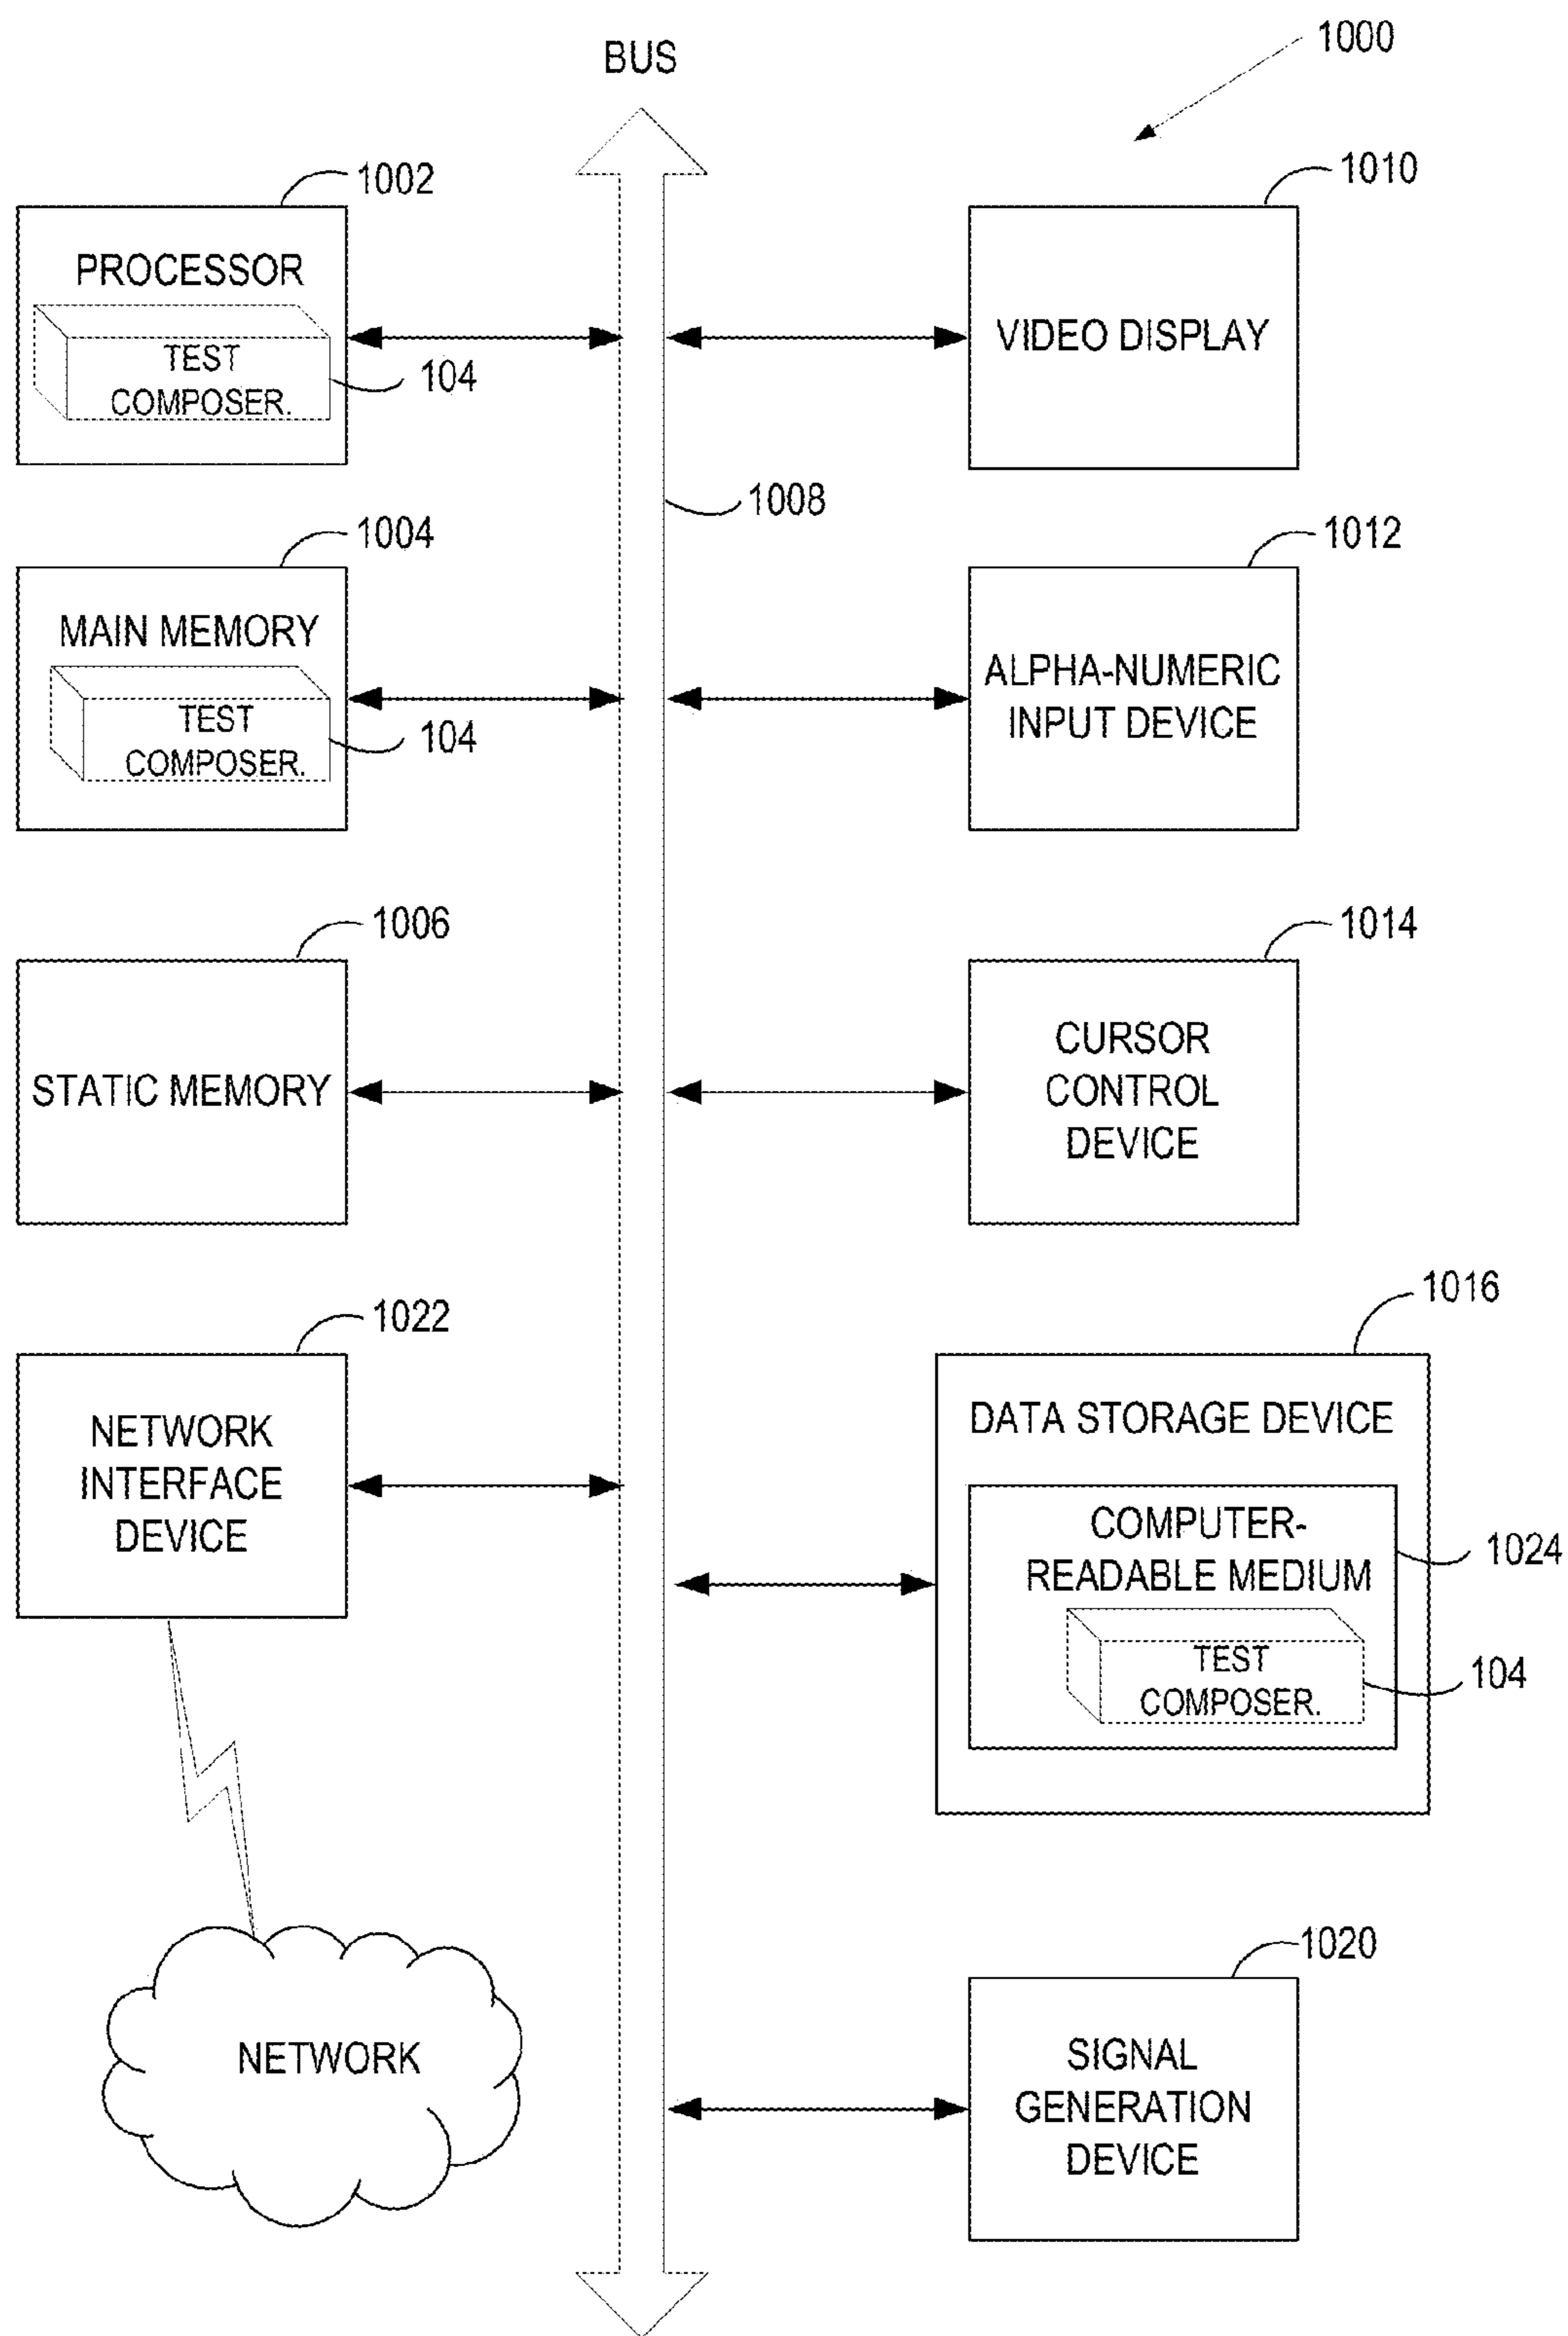 BUS
1000
1002
PROCESSOR
TEST
COMPOSER.
104
1010
VIDEO DISPLAY
1008
1004
MAIN MEMORY
TEST
COMPOSER.
104
1012
ALPHA-NUMERIC
INPUT DEVICE
1006
STATIC MEMORY
1014
CURSOR
CONTROL
DEVICE
1022
NETWORK
INTERFACE
DEVICE
1016
DATA STORAGE DEVICE
COMPUTER-
READABLE MEDIUM
1024
TEST
COMPOSER.
104
NETWORK
1020
SIGNAL
GENERATION
DEVICE